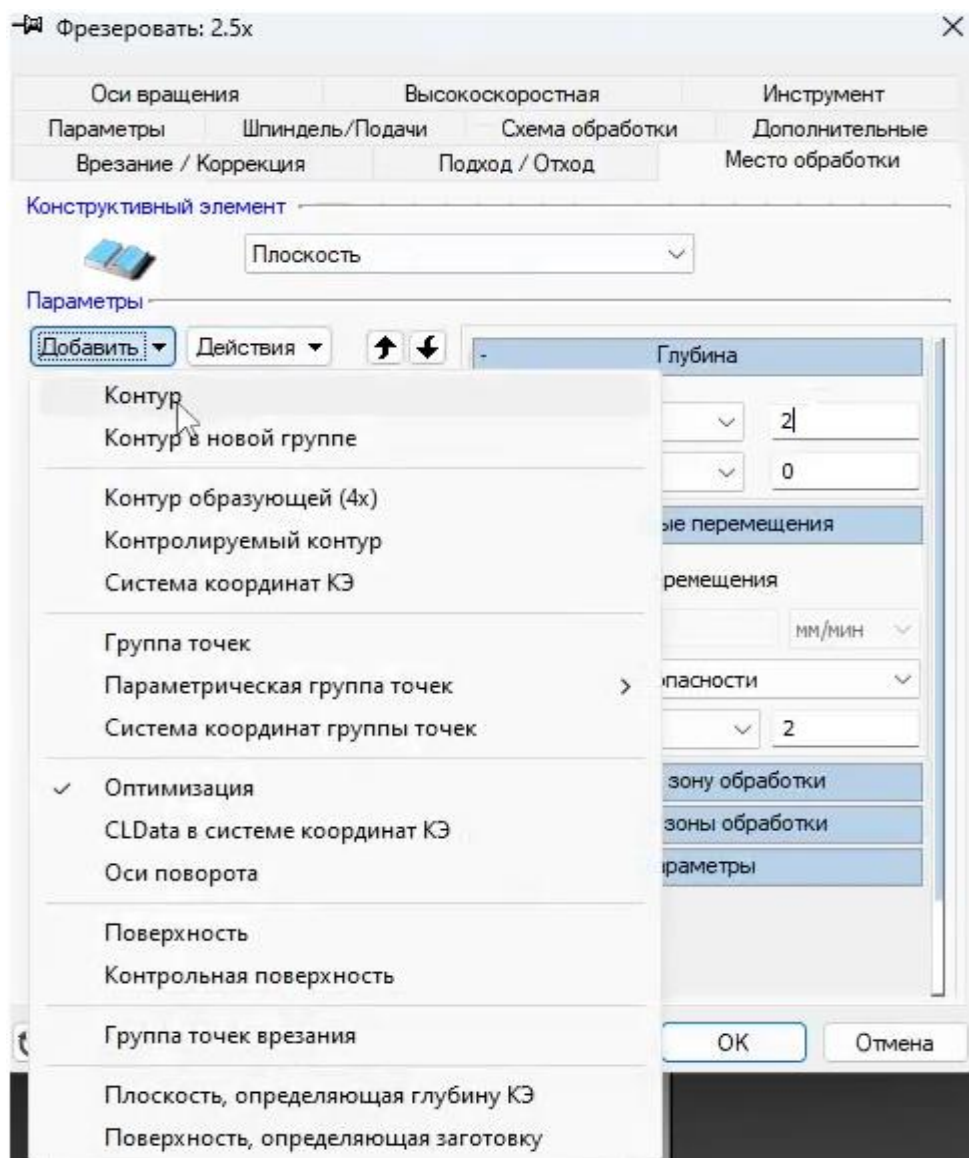 Фрезеровать: 2.5x
Оси вращения Высокоскоростная Инструмент
Параметры Шпиндель/Подачи Схема обработки Дополнительные
Врезание / Коррекция Подход / Отход Место обработки
Конструктивный элемент
Плоскость
Параметры
Добавить Действия
- Глубина
Контур
2
Контур в новой группе
0
Контур образующей (4x)
ые перемещения
Контролируемый контур
Система координат КЭ
ремещения
Группа точек
мм/мин
Параметрическая группа точек
опасности
Система координат группы точек
2
Оптимизация
зону обработки
CLData в системе координат КЭ
зоны обработки
Оси поворота
раметры
Поверхность
Контрольная поверхность
Группа точек врезания
OK Отмена
Плоскость, определяющая глубину КЭ
Поверхность, определяющая заготовку